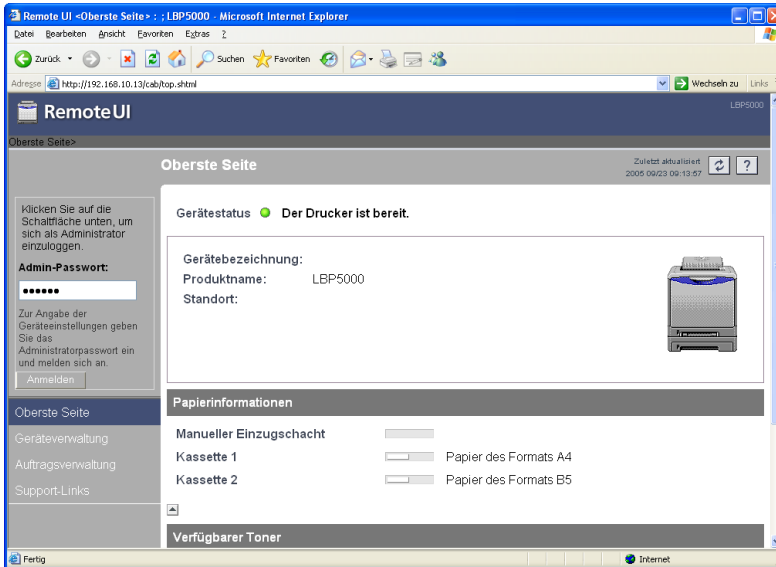 Remote UI <Oberste Seite> : ; LBP5000 - Microsoft Internet Explorer
Datei Bearbeiten Ansicht Favoriten Extras ?
Zurück Suchen Favoriten
Adresse http://192.168.10.13/cab/top.shtml Wechseln zu Links
Remote UI
LBP5000
Oberste Seite>
Oberste Seite
Zuletzt aktualisiert
2005 09/23 09:13:57
?
Klicken Sie auf die
Schaltfläche unten, um
sich als Administrator
einzuloggen.
Admin-Passwort:
●●●●●●
Zur Angabe der
Geräteeinstellungen geben
Sie das
Administratorpasswort ein
und melden sich an.
Anmelden
Oberste Seite
Geräteverwaltung
Auftragsverwaltung
Support-Links
Gerätestatus Der Drucker ist bereit.
Gerätebezeichnung:
Produktname: LBP5000
Standort:
Papierinformationen
Manueller Einzugschacht
Kassette 1 Papier des Formats A4
Kassette 2 Papier des Formats B5
Verfügbarer Toner
Fertig Internet